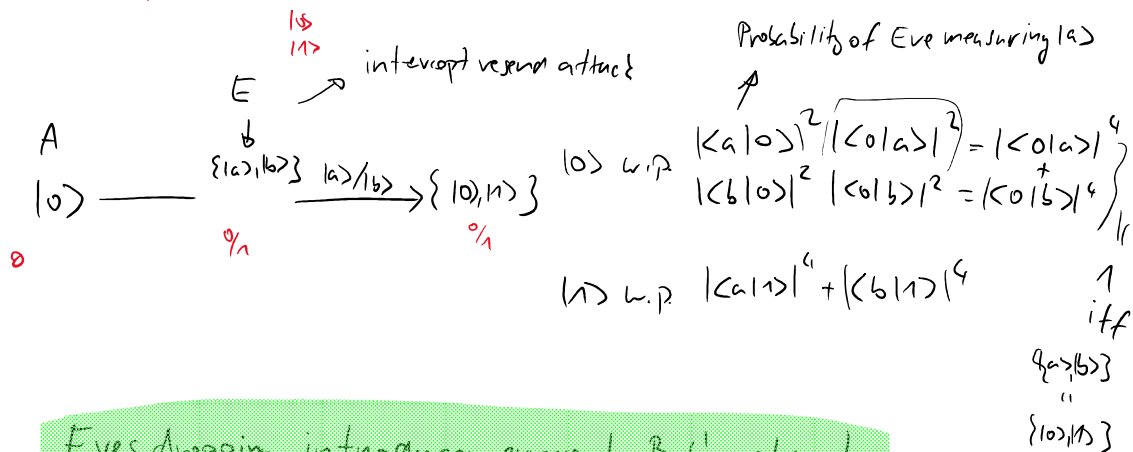 |0>
|1>
Probability of Eve measuring |a>
intercept resend attack
E
A
{|a>,|b>}
|a>/|b>
|0>
{|0>,|1>}
0
0/1
0/1
|0> w.p. |<a|0>|² |<0|a>|² = |<0|a>|⁴
+
|<b|0>|² |<0|b>|² = |<0|b>|⁴
|1> w.p. |<a|1>|⁴ + |<b|1>|⁴
1
iff
{|a>,|b>}
=
{|0>,|1>}